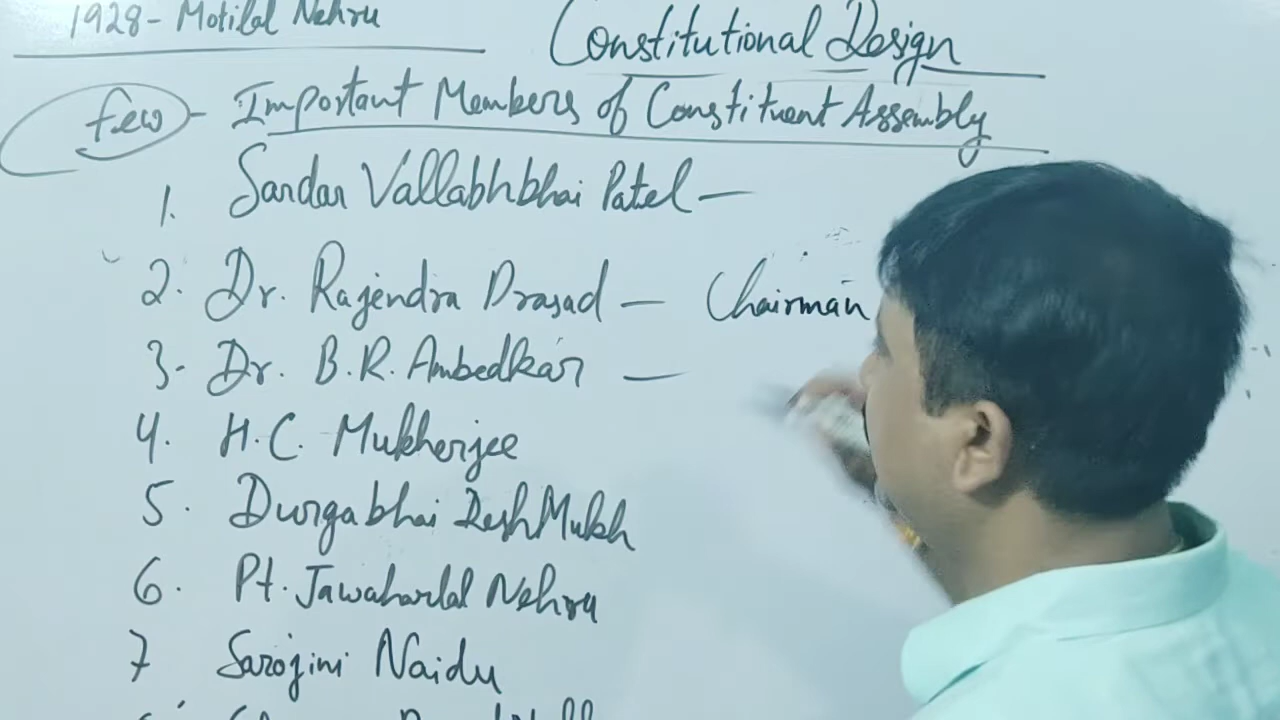 1928 - Motilal Nehru
Constitutional Design
few - Important Members of Constituent Assembly
1. Sardar Vallabhbhai Patel -
2. Dr. Rajendra Prasad - Chairman
3- Dr. B.R. Ambedkar -
4. H.C. Mukherjee
5. Durgabhai DeshMukh
6. Pt. Jawaharlal Nehru
7 Sarojini Naidu